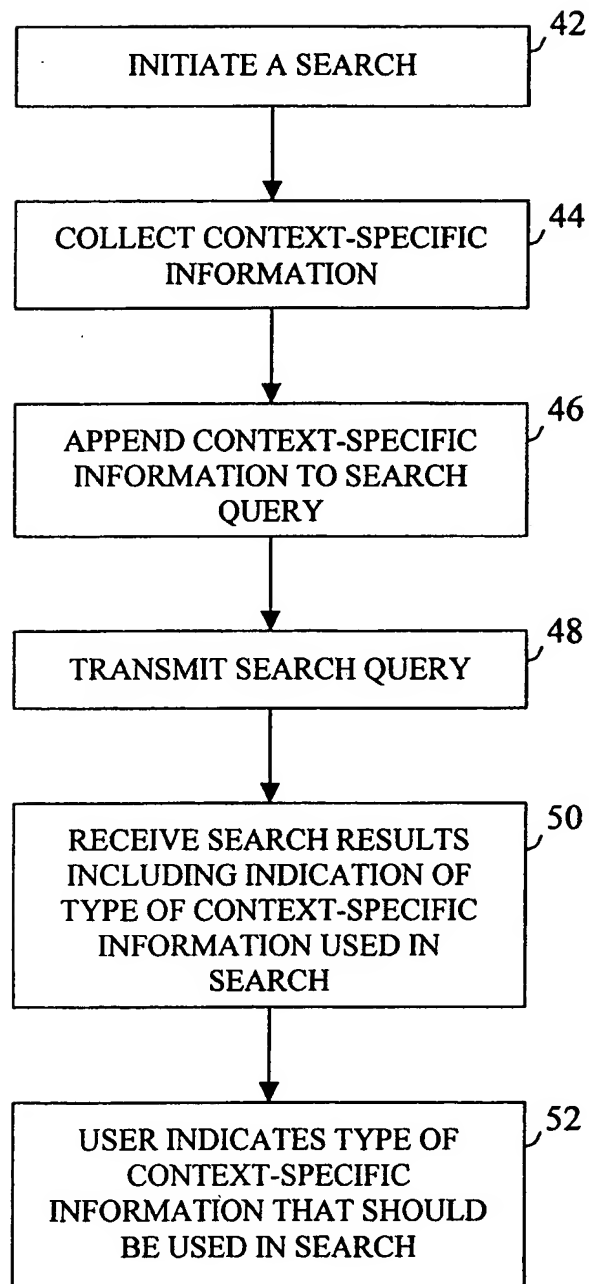 42
INITIATE A SEARCH
44
COLLECT CONTEXT-SPECIFIC
INFORMATION
46
APPEND CONTEXT-SPECIFIC
INFORMATION TO SEARCH
QUERY
48
TRANSMIT SEARCH QUERY
50
RECEIVE SEARCH RESULTS
INCLUDING INDICATION OF
TYPE OF CONTEXT-SPECIFIC
INFORMATION USED IN
SEARCH
52
USER INDICATES TYPE OF
CONTEXT-SPECIFIC
INFORMATION THAT SHOULD
BE USED IN SEARCH